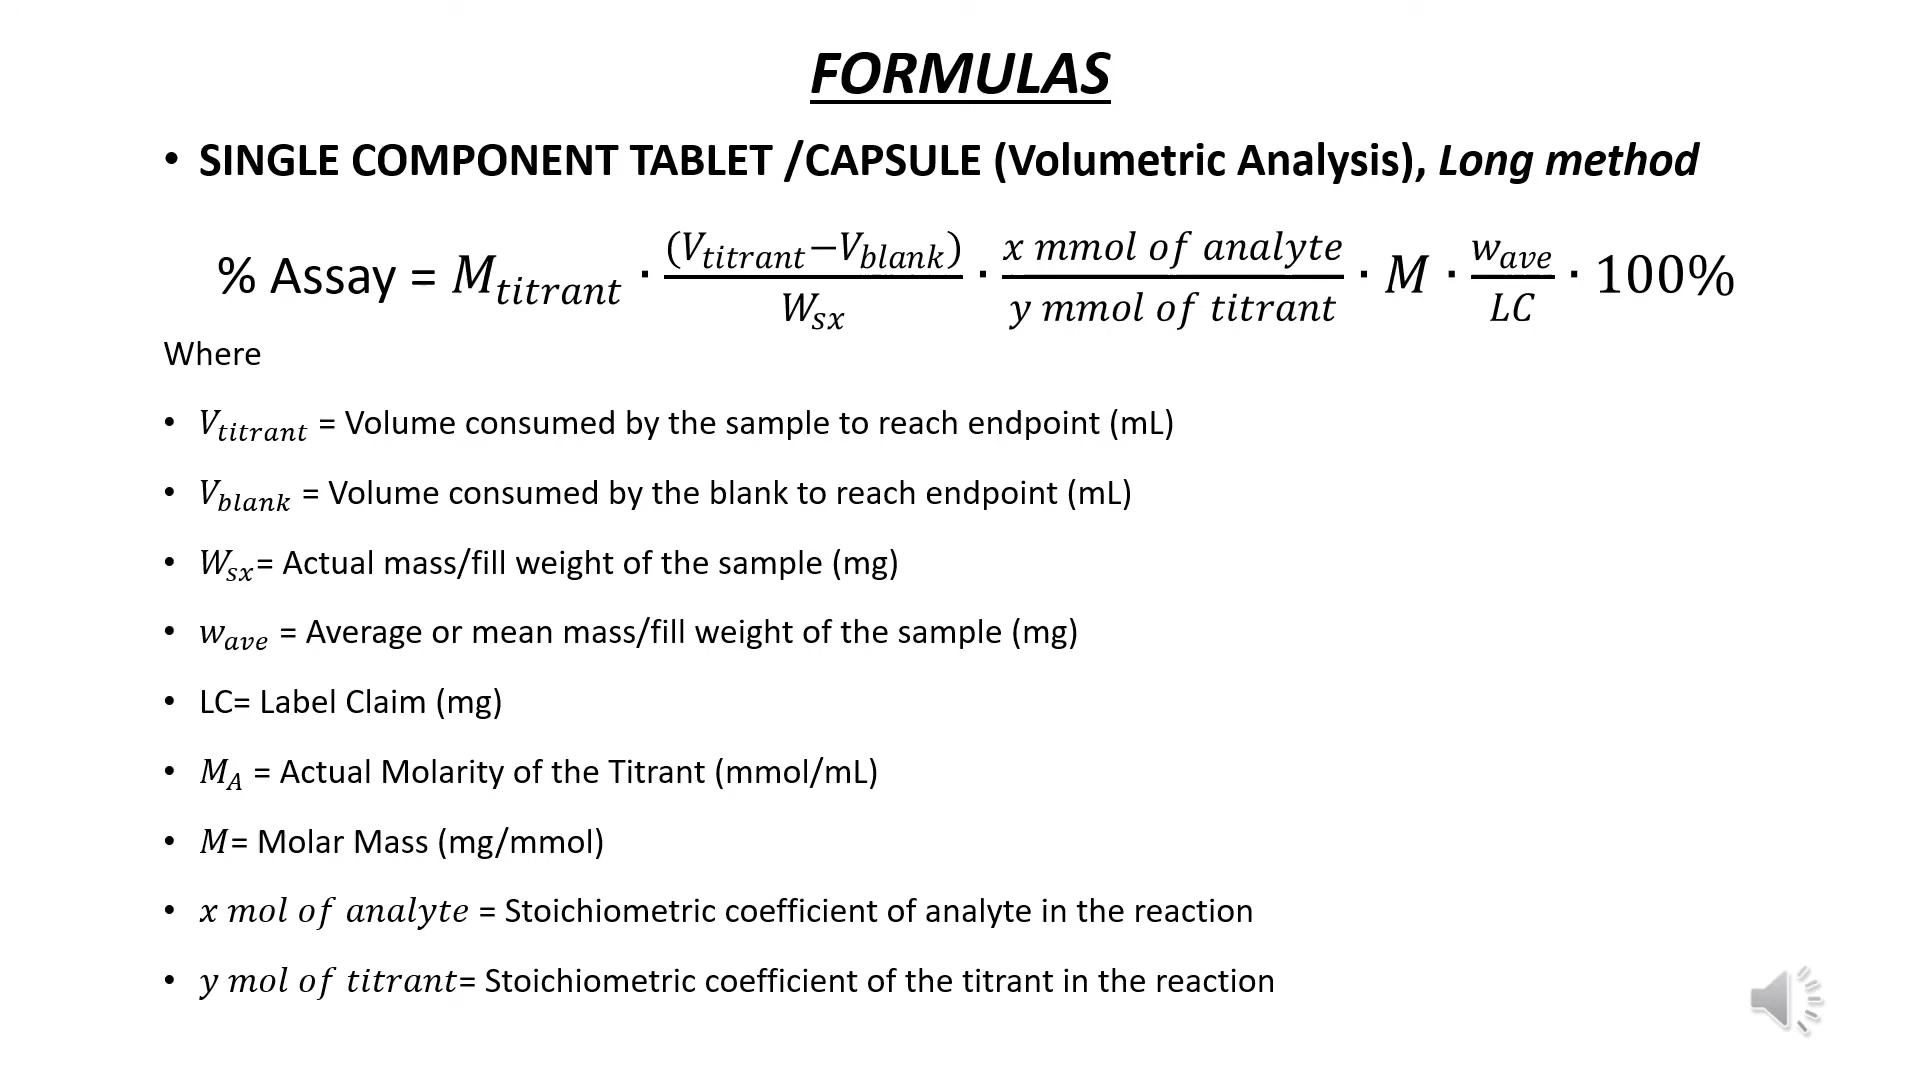 FORMULAS
• SINGLE COMPONENT TABLET /CAPSULE (Volumetric Analysis), Long method
% Assay = M_titrant · (V_titrant−V_blank)/W_sx · x mmol of analyte/y mmol of titrant · M · w_ave/LC · 100%
Where
• V_titrant = Volume consumed by the sample to reach endpoint (mL)
• V_blank = Volume consumed by the blank to reach endpoint (mL)
• W_sx= Actual mass/fill weight of the sample (mg)
• w_ave = Average or mean mass/fill weight of the sample (mg)
• LC= Label Claim (mg)
• M_A = Actual Molarity of the Titrant (mmol/mL)
• M= Molar Mass (mg/mmol)
• x mol of analyte = Stoichiometric coefficient of analyte in the reaction
• y mol of titrant= Stoichiometric coefficient of the titrant in the reaction